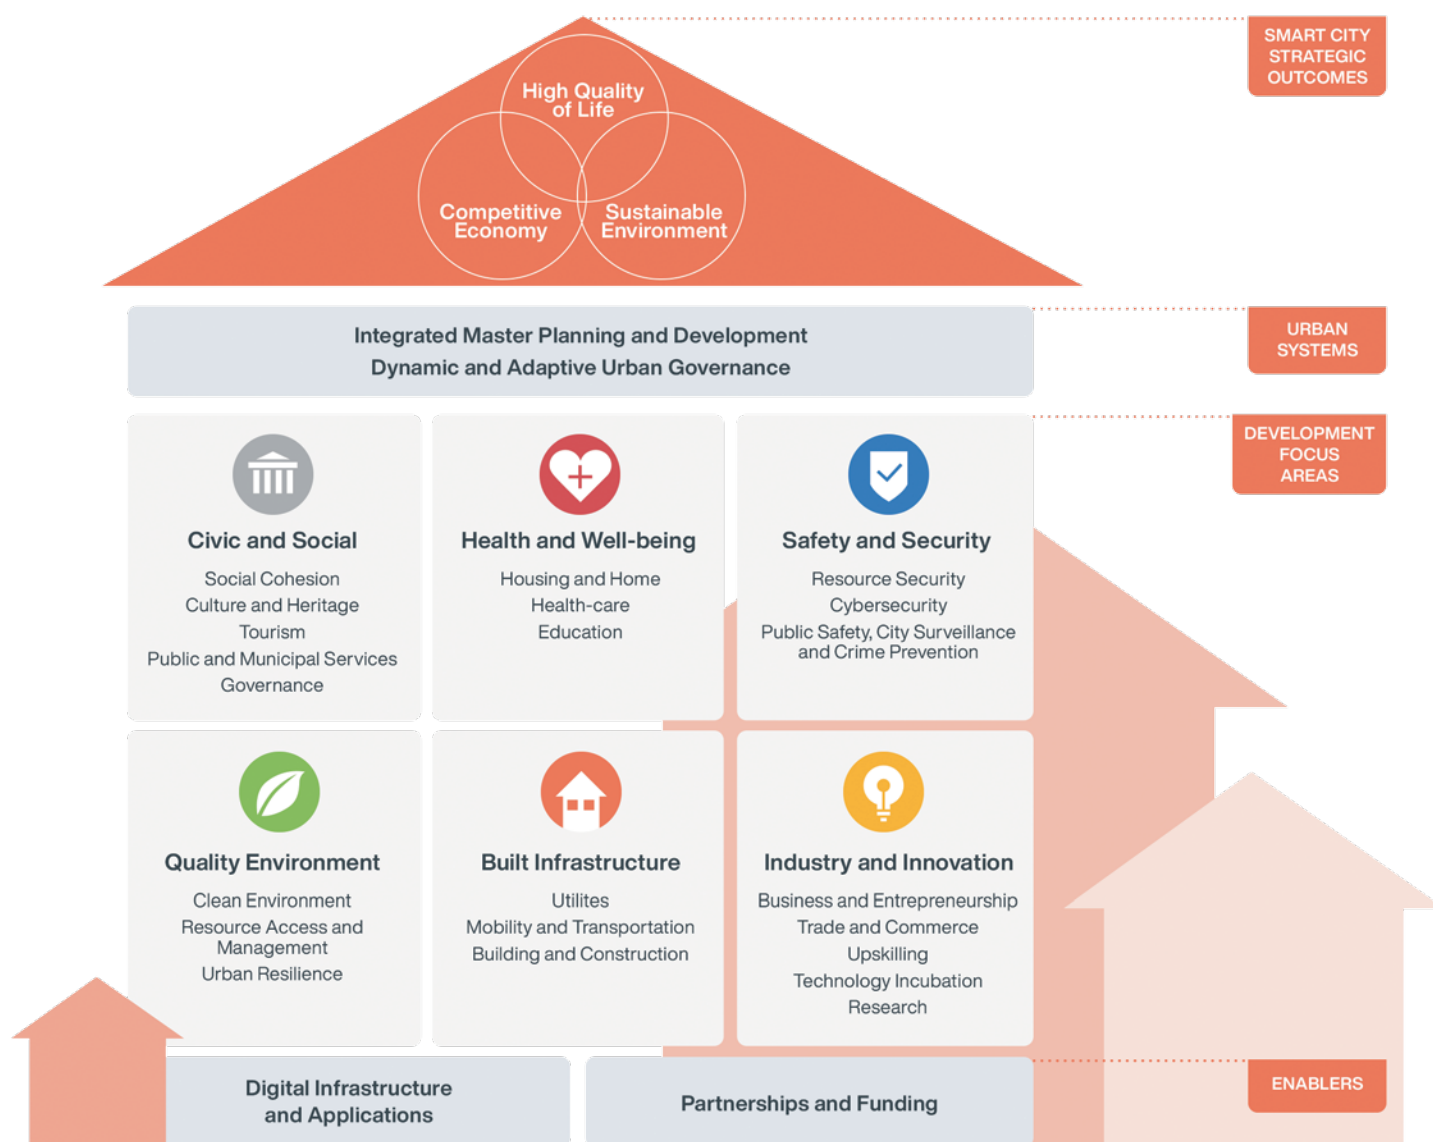 SMART CITY
STRATEGIC
OUTCOMES
High Quality
of Life
Competitive
Economy
Sustainable
Environment
Integrated Master Planning and Development
Dynamic and Adaptive Urban Governance
URBAN
SYSTEMS
DEVELOPMENT
FOCUS
AREAS
Civic and Social
Social Cohesion
Culture and Heritage
Tourism
Public and Municipal Services
Governance
Health and Well-being
Housing and Home
Health-care
Education
Safety and Security
Resource Security
Cybersecurity
Public Safety, City Surveillance
and Crime Prevention
Quality Environment
Clean Environment
Resource Access and
Management
Urban Resilience
Built Infrastructure
Utilites
Mobility and Transportation
Building and Construction
Industry and Innovation
Business and Entrepreneurship
Trade and Commerce
Upskilling
Technology Incubation
Research
Digital Infrastructure
and Applications
Partnerships and Funding
ENABLERS